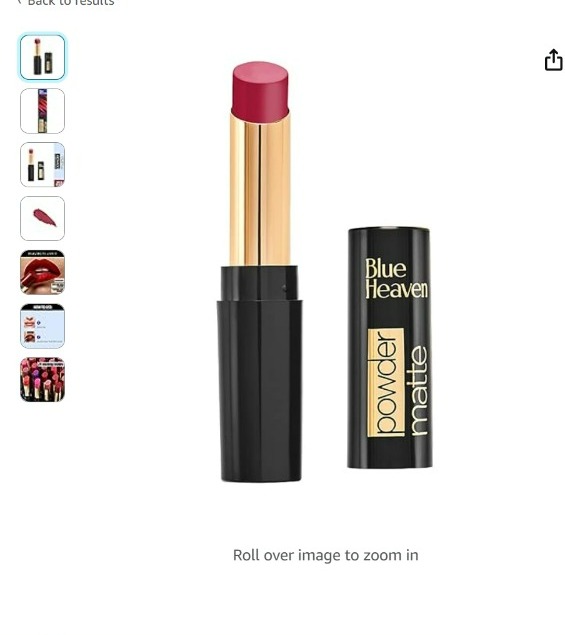 Back to results
Blue
Heaven
powder
matte
Roll over image to zoom in